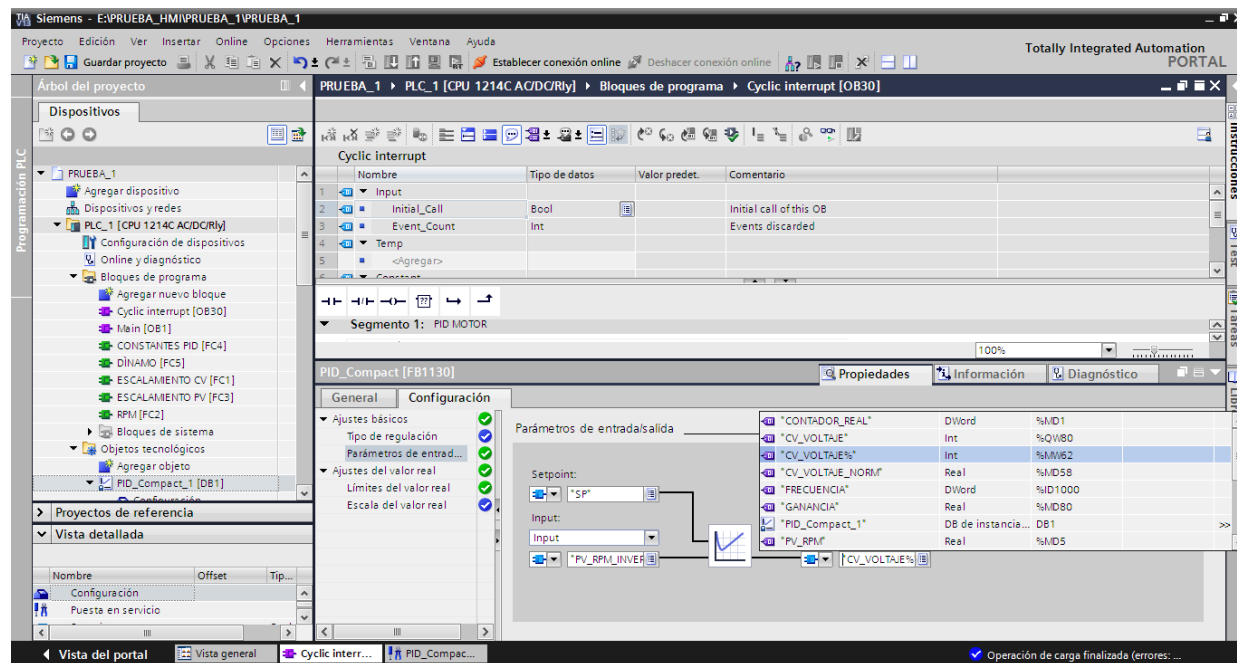 Siemens - E:\PRUEBA_HMI\PRUEBA_1\PRUEBA_1
Proyecto Edición Ver Insertar Online Opciones Herramientas Ventana Ayuda
Totally Integrated Automation
PORTAL
Guardar proyecto
Establecer conexión online
Deshacer conexión online
Árbol del proyecto
PRUEBA_1 PLC_1 [CPU 1214C AC/DC/Rly] Bloques de programa Cyclic interrupt [OB30]
Dispositivos
Programación PLC
PRUEBA_1
Agregar dispositivo
Dispositivos y redes
PLC_1 [CPU 1214C AC/DC/Rly]
Configuración de dispositivos
Online y diagnóstico
Bloques de programa
Agregar nuevo bloque
Cyclic interrupt [OB30]
Main [OB1]
CONSTANTES PID [FC4]
DÌNAMO [FC5]
ESCALAMIENTO CV [FC1]
ESCALAMIENTO PV [FC3]
RPM [FC2]
Bloques de sistema
Objetos tecnológicos
Agregar objeto
PID_Compact_1 [DB1]
Configuración
Proyectos de referencia
Vista detallada
Nombre Offset Tip...
Configuración
Puesta en servicio
Cyclic interrupt
Nombre Tipo de datos Valor predet. Comentario
1 Input
2 Initial_Call Bool Initial call of this OB
3 Event_Count Int Events discarded
4 Temp
5 <Agregar>
6 Constant
Segmento 1: PID MOTOR
100%
PID_Compact [FB1130]
Propiedades Información Diagnóstico
General Configuración
Ajustes básicos
Tipo de regulación
Parámetros de entrad...
Ajustes del valor real
Límites del valor real
Escala del valor real
Parámetros de entrada/salida
Setpoint:
"SP"
Input:
Input
"PV_RPM_INVER
"CONTADOR_REAL" DWord %MD1
"CV_VOLTAJE" Int %QW80
"CV_VOLTAJE%" Int %MW62
"CV_VOLTAJE_NORM" Real %MD58
"FRECUENCIA" DWord %ID1000
"GANANCIA" Real %MD80
"PID_Compact_1" DB de instancia... DB1 >>
"PV_RPM" Real %MD5
"CV_VOLTAJE%
Instrucciones
Test
Tareas
Vista del portal Vista general Cyclic interr... PID_Compac...
Operación de carga finalizada (errores: ...